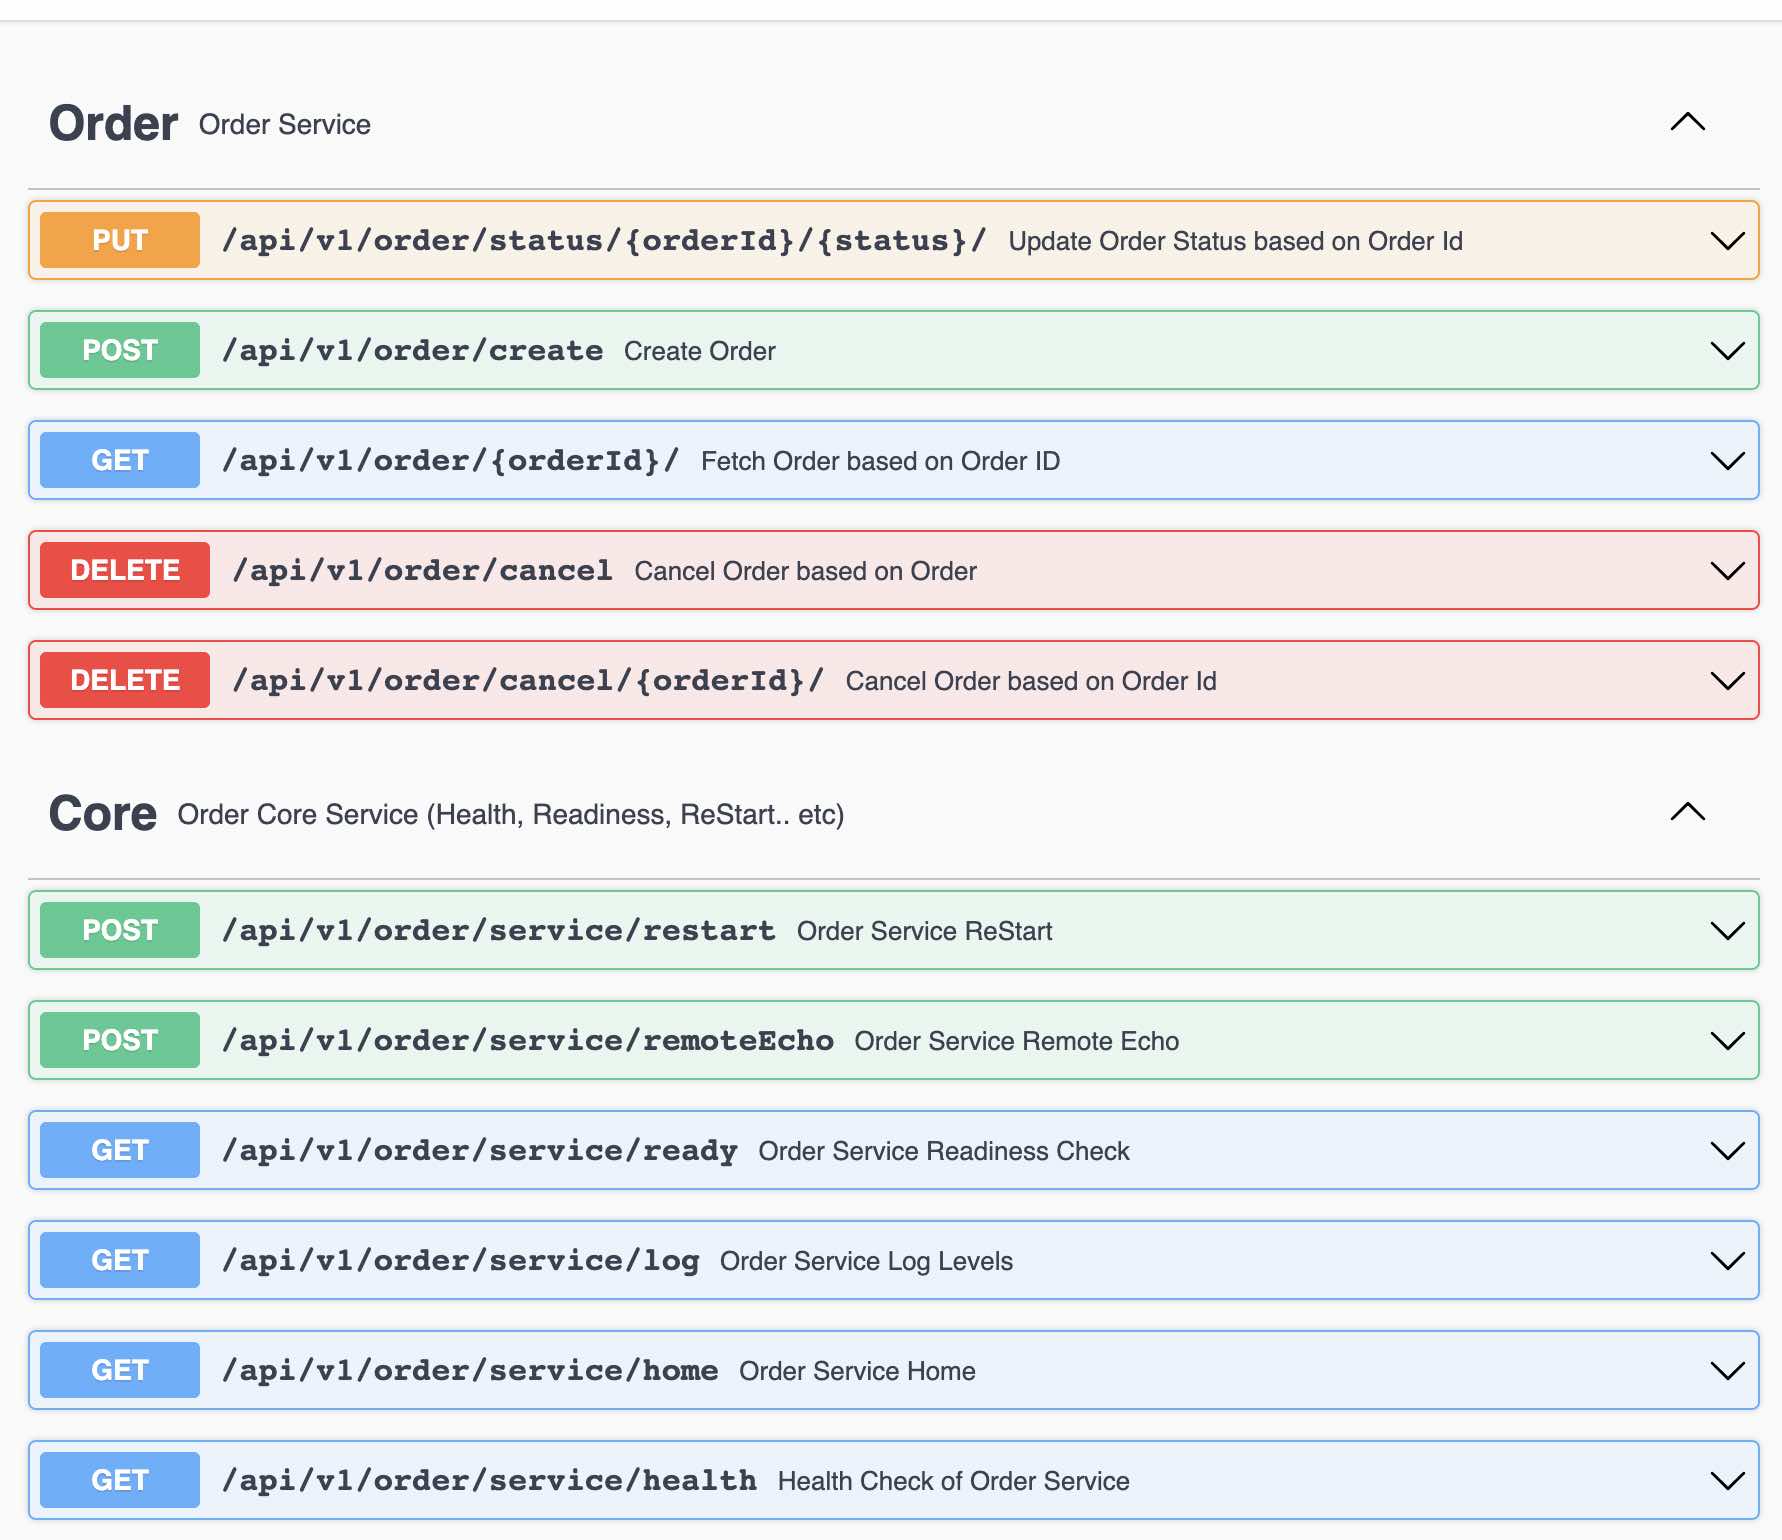 Order Order Service
PUT /api/v1/order/status/{orderId}/{status}/ Update Order Status based on Order Id
POST /api/v1/order/create Create Order
GET /api/v1/order/{orderId}/ Fetch Order based on Order ID
DELETE /api/v1/order/cancel Cancel Order based on Order
DELETE /api/v1/order/cancel/{orderId}/ Cancel Order based on Order Id
Core Order Core Service (Health, Readiness, ReStart.. etc)
POST /api/v1/order/service/restart Order Service ReStart
POST /api/v1/order/service/remoteEcho Order Service Remote Echo
GET /api/v1/order/service/ready Order Service Readiness Check
GET /api/v1/order/service/log Order Service Log Levels
GET /api/v1/order/service/home Order Service Home
GET /api/v1/order/service/health Health Check of Order Service